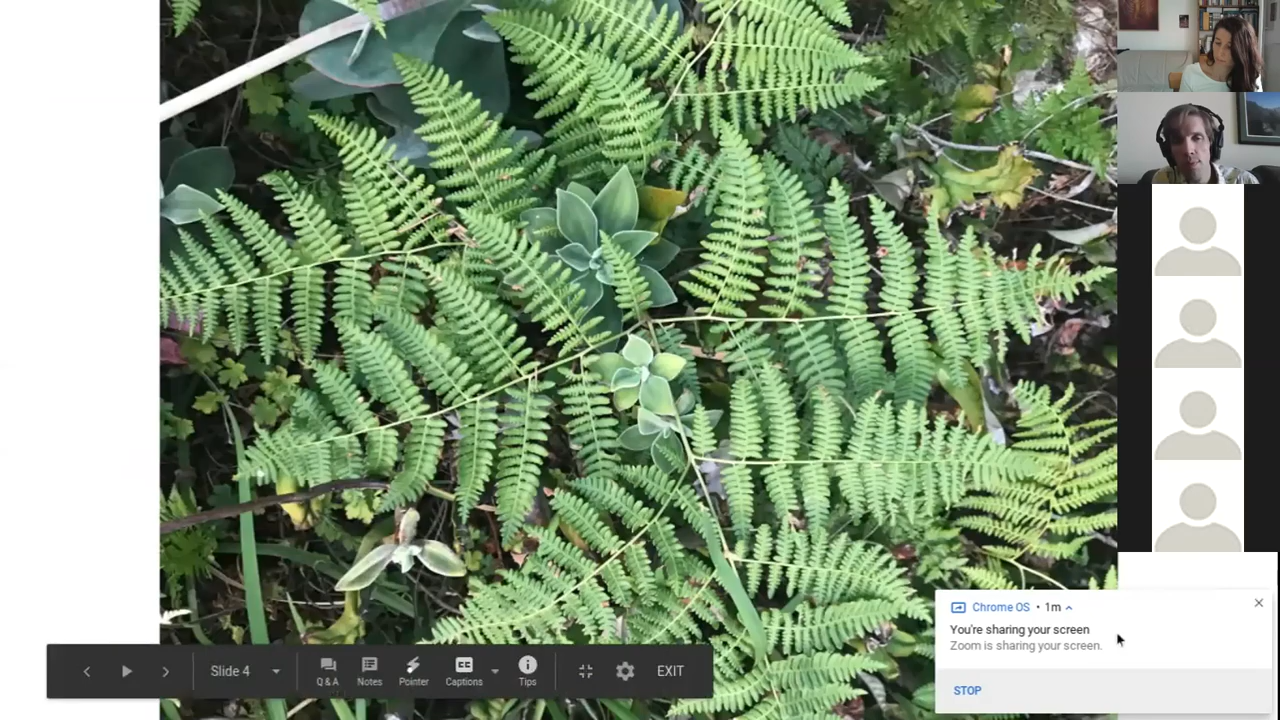 Chrome OS • 1m
You're sharing your screen
Zoom is sharing your screen.
STOP
Slide 4
Q & A
Notes
Pointer
CC
Captions
Tips
EXIT